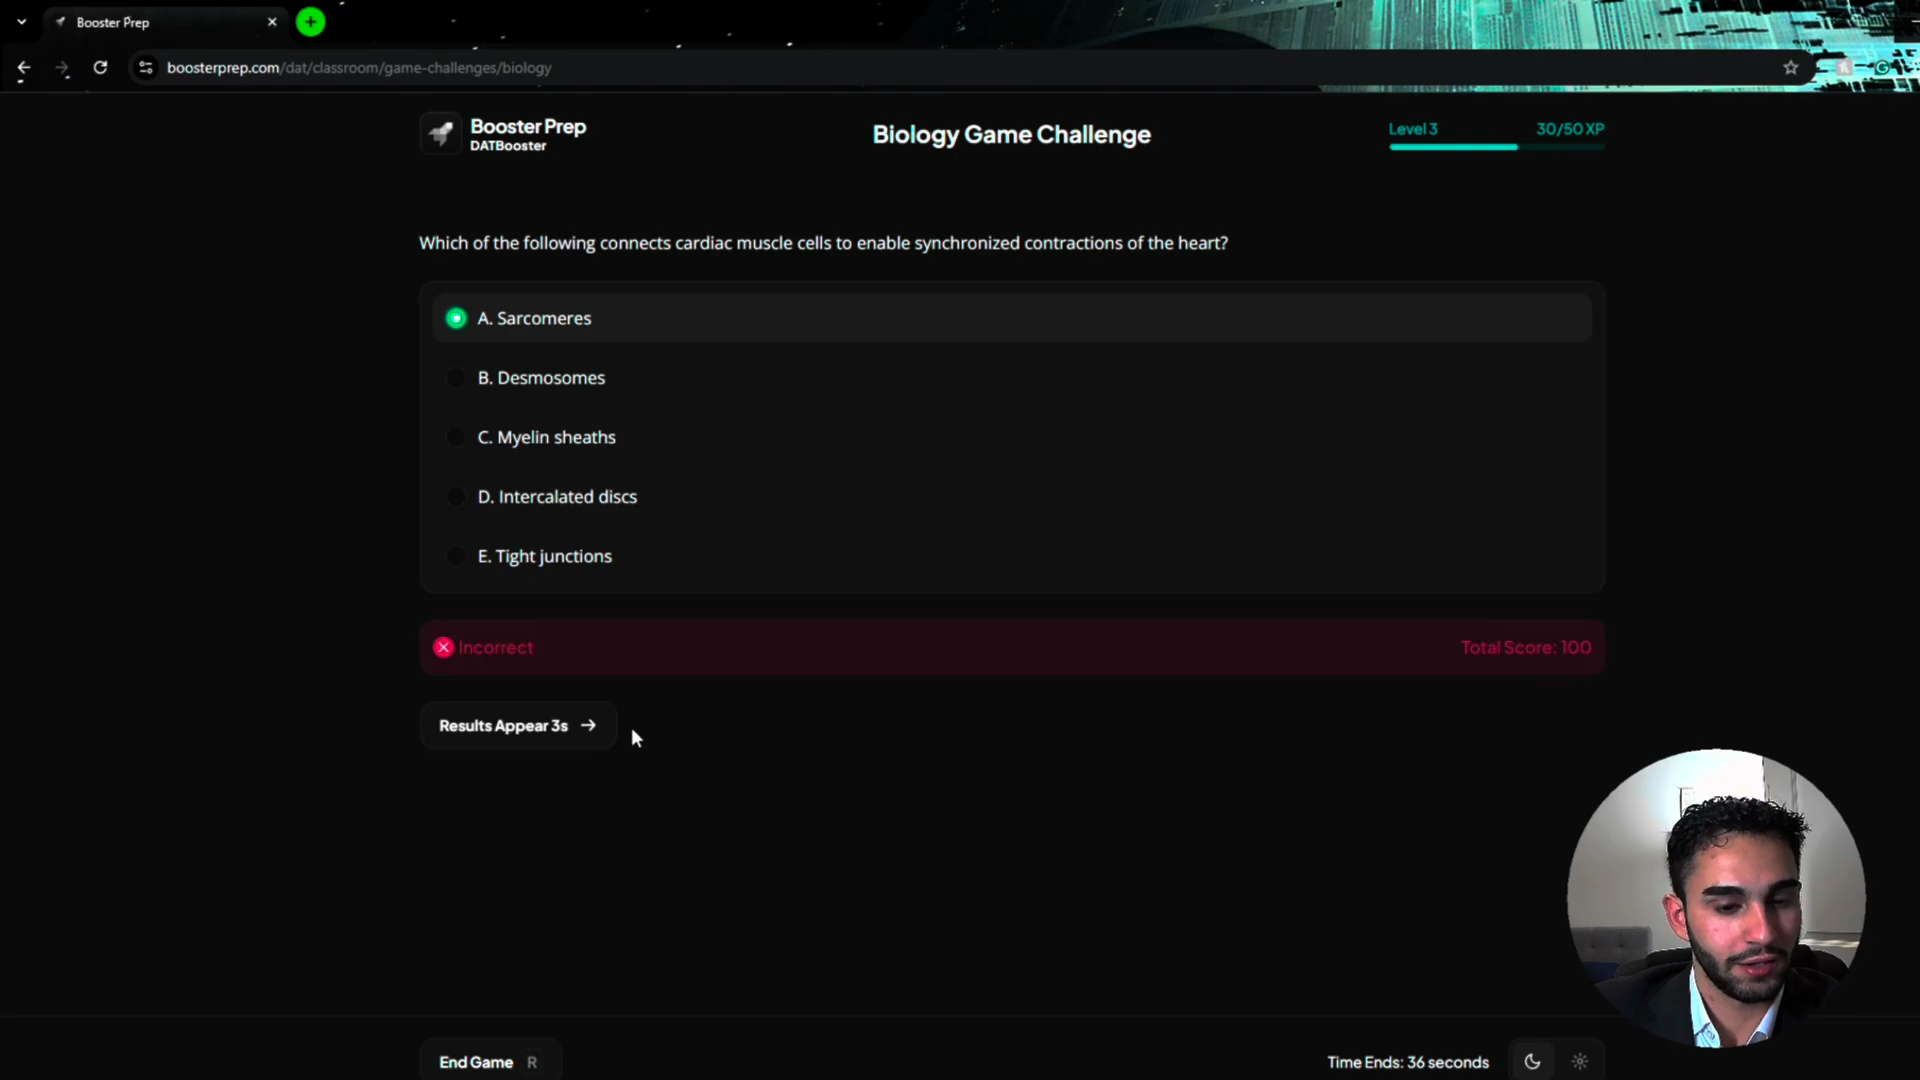 Booster Prep
boosterprep.com/dat/classroom/game-challenges/biology
Booster Prep
DATBooster
Biology Game Challenge
Level 3
30/50 XP
Which of the following connects cardiac muscle cells to enable synchronized contractions of the heart?
A. Sarcomeres
B. Desmosomes
C. Myelin sheaths
D. Intercalated discs
E. Tight junctions
Incorrect
Total Score: 100
Results Appear 3s
End Game R
Time Ends: 36 seconds